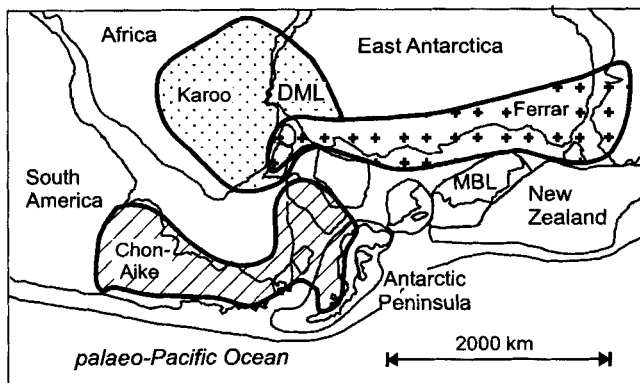 Africa
East Antarctica
Karoo
DML
Ferrar
South
America
MBL
New
Zealand
Chon-
Aike
Antarctic
Peninsula
2000 km
palaeo-Pacific Ocean